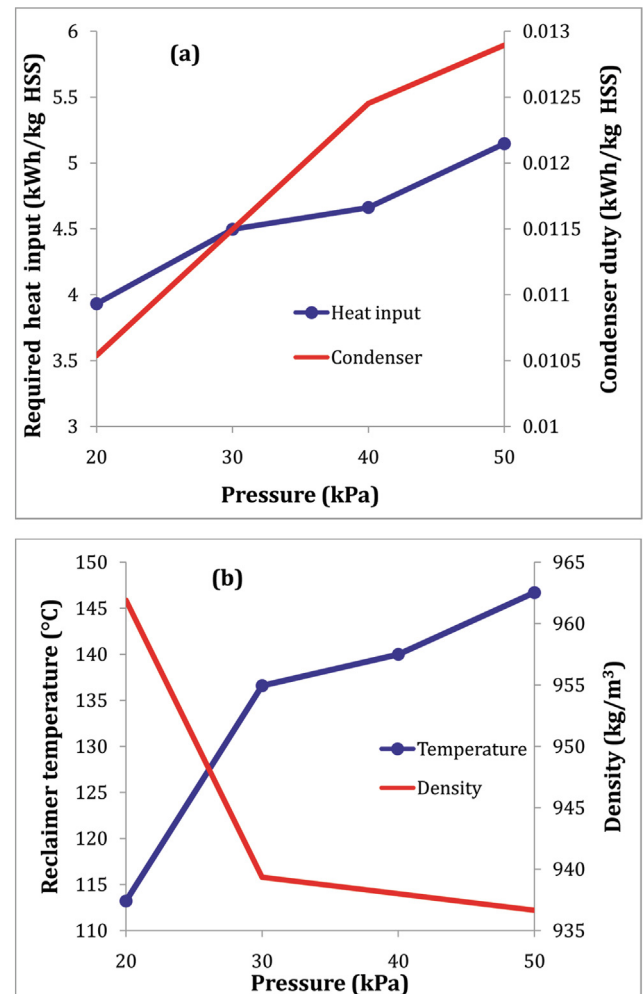 (a)
Required heat input (kWh/kg HSS)
6
5.5
5
4.5
4
3.5
3
0.013
0.0125
0.012
0.0115
0.011
0.0105
0.01
Condenser duty (kWh/kg HSS)
Heat input
Condenser
20 30 40 50
Pressure (kPa)
(b)
Reclaimer temperature (°C)
150
145
140
135
130
125
120
115
110
965
960
955
950
945
940
935
Density (kg/m³)
Temperature
Density
20 30 40 50
Pressure (kPa)